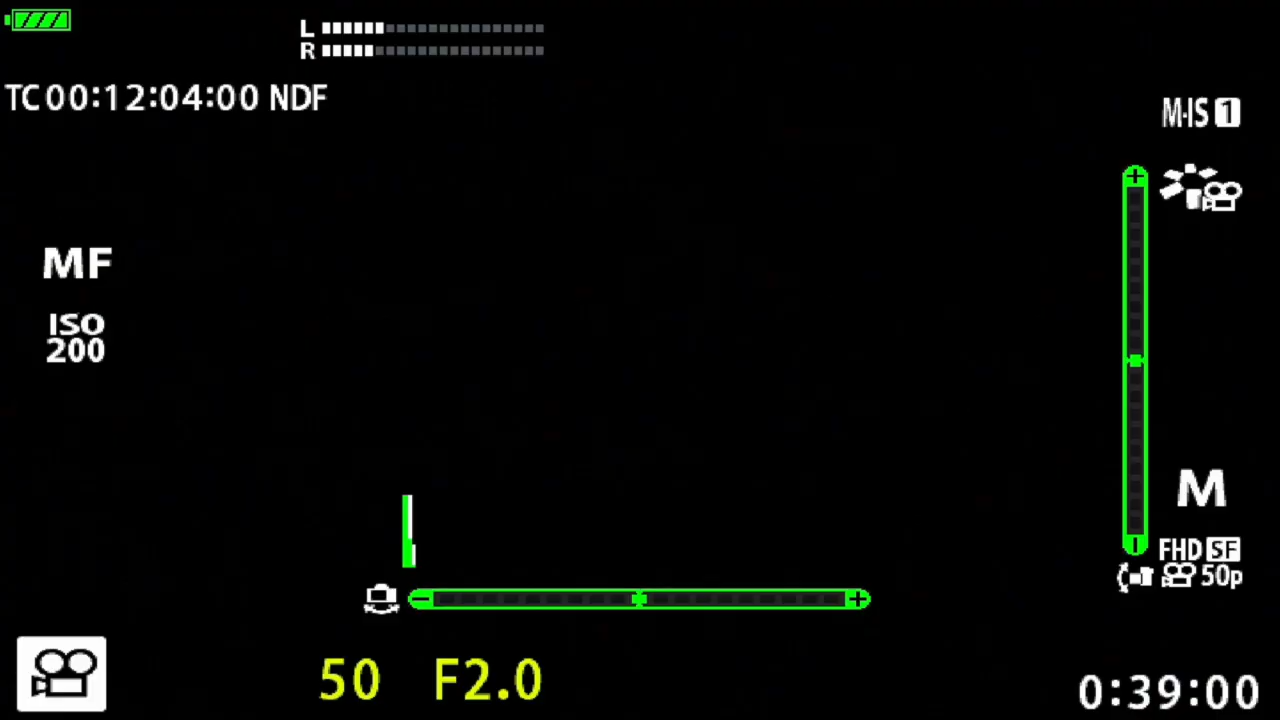 L
R
TC00:12:04:00 NDF
M-IS 1
MF
ISO
200
M
FHD SF
50p
50 F2.0
0:39:00